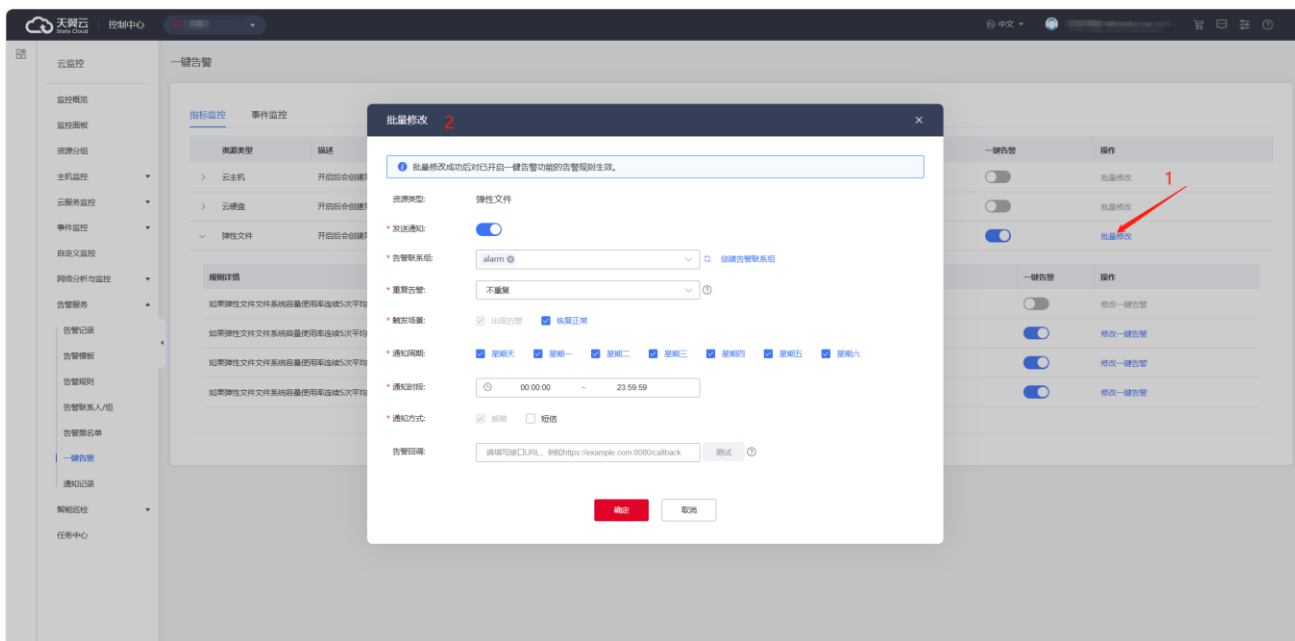 天翼云 控制中心 中文
State Cloud
云监控
一键告警
监控概览
监控面板
资源分组
主机监控
云服务监控
事件监控
自定义监控
网络分析与监控
告警服务
告警记录
告警模板
告警规则
告警联系人/组
告警黑名单
一键告警
通知记录
智能巡检
任务中心
指标监控 事件监控
资源类型 描述 一键告警 操作
云主机 开启后会创建 批量修改
云硬盘 开启后会创建 批量修改
弹性文件 开启后会创建 批量修改
1
规则详情 一键告警 操作
如果弹性文件文件系统容量使用率连续5次平均 修改一键告警
如果弹性文件文件系统容量使用率连续5次平均 修改一键告警
如果弹性文件文件系统容量使用率连续5次平均 修改一键告警
如果弹性文件文件系统容量使用率连续5次平均 修改一键告警
批量修改 2
批量修改成功后对已开启一键告警功能的告警规则生效。
资源类型: 弹性文件
* 发送通知:
* 告警联系组: alarm 创建告警联系组
* 重复告警: 不重复
* 触发场景: 出现告警 恢复正常
* 通知周期: 星期天 星期一 星期二 星期三 星期四 星期五 星期六
* 通知时段: 00:00:00 - 23:59:59
* 通知方式: 邮箱 短信
告警回调: 请填写接口URL，例如https://example.com:8080/callback 测试
确定 取消